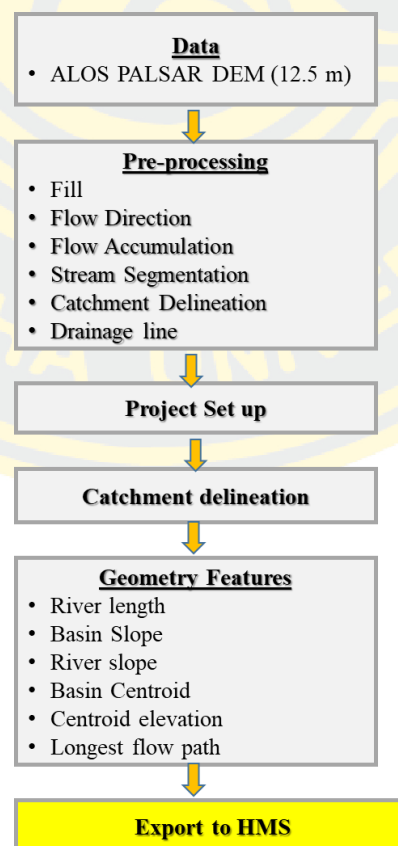 Data
• ALOS PALSAR DEM (12.5 m)
Pre-processing
• Fill
• Flow Direction
• Flow Accumulation
• Stream Segmentation
• Catchment Delineation
• Drainage line
Project Set up
Catchment delineation
Geometry Features
• River length
• Basin Slope
• River slope
• Basin Centroid
• Centroid elevation
• Longest flow path
Export to HMS